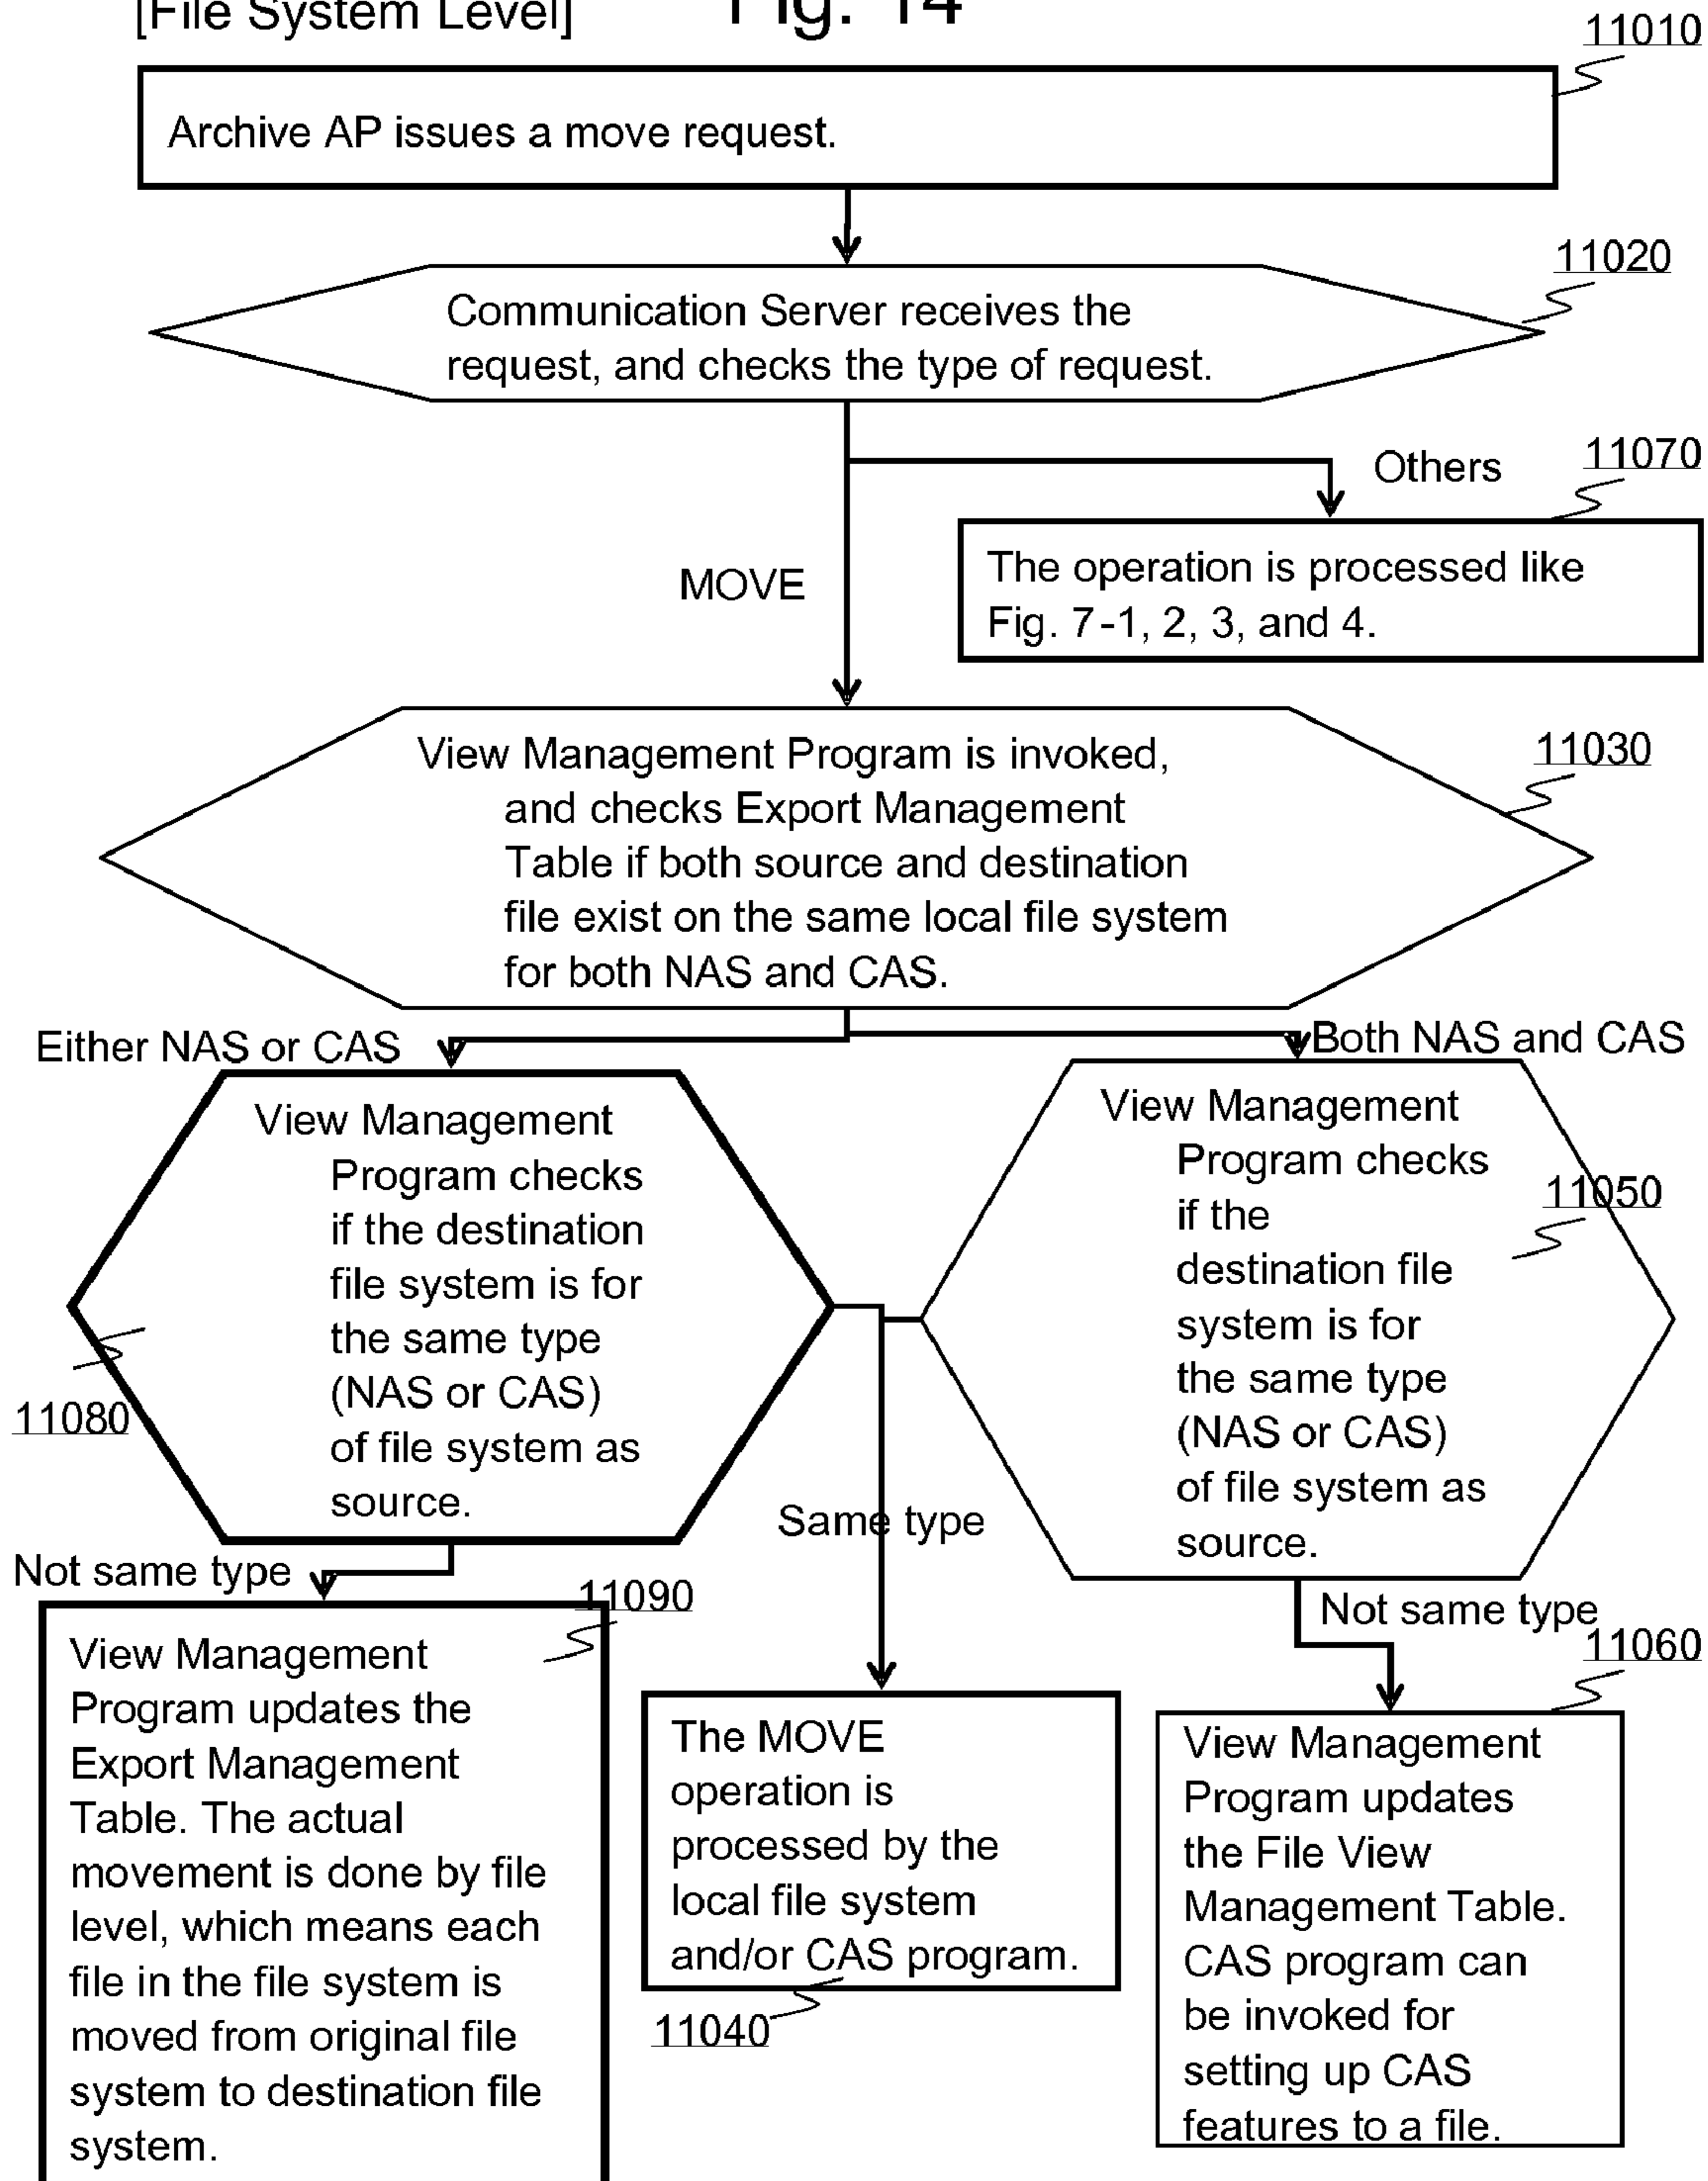 [File System Level]
Fig. 14
11010
Archive AP issues a move request.
11020
Communication Server receives the
request, and checks the type of request.
Others
11070
The operation is processed like
Fig. 7-1, 2, 3, and 4.
MOVE
11030
View Management Program is invoked,
and checks Export Management
Table if both source and destination
file exist on the same local file system
for both NAS and CAS.
Either NAS or CAS
Both NAS and CAS
View Management
Program checks
if the destination
file system is for
the same type
(NAS or CAS)
of file system as
source.
11080
View Management
Program checks
if the
destination file
system is for
the same type
(NAS or CAS)
of file system as
source.
11050
Same type
Not same type
11090
View Management
Program updates the
Export Management
Table. The actual
movement is done by file
level, which means each
file in the file system is
moved from original file
system to destination file
system.
The MOVE
operation is
processed by the
local file system
and/or CAS program.
11040
Not same type
11060
View Management
Program updates
the File View
Management Table.
CAS program can
be invoked for
setting up CAS
features to a file.